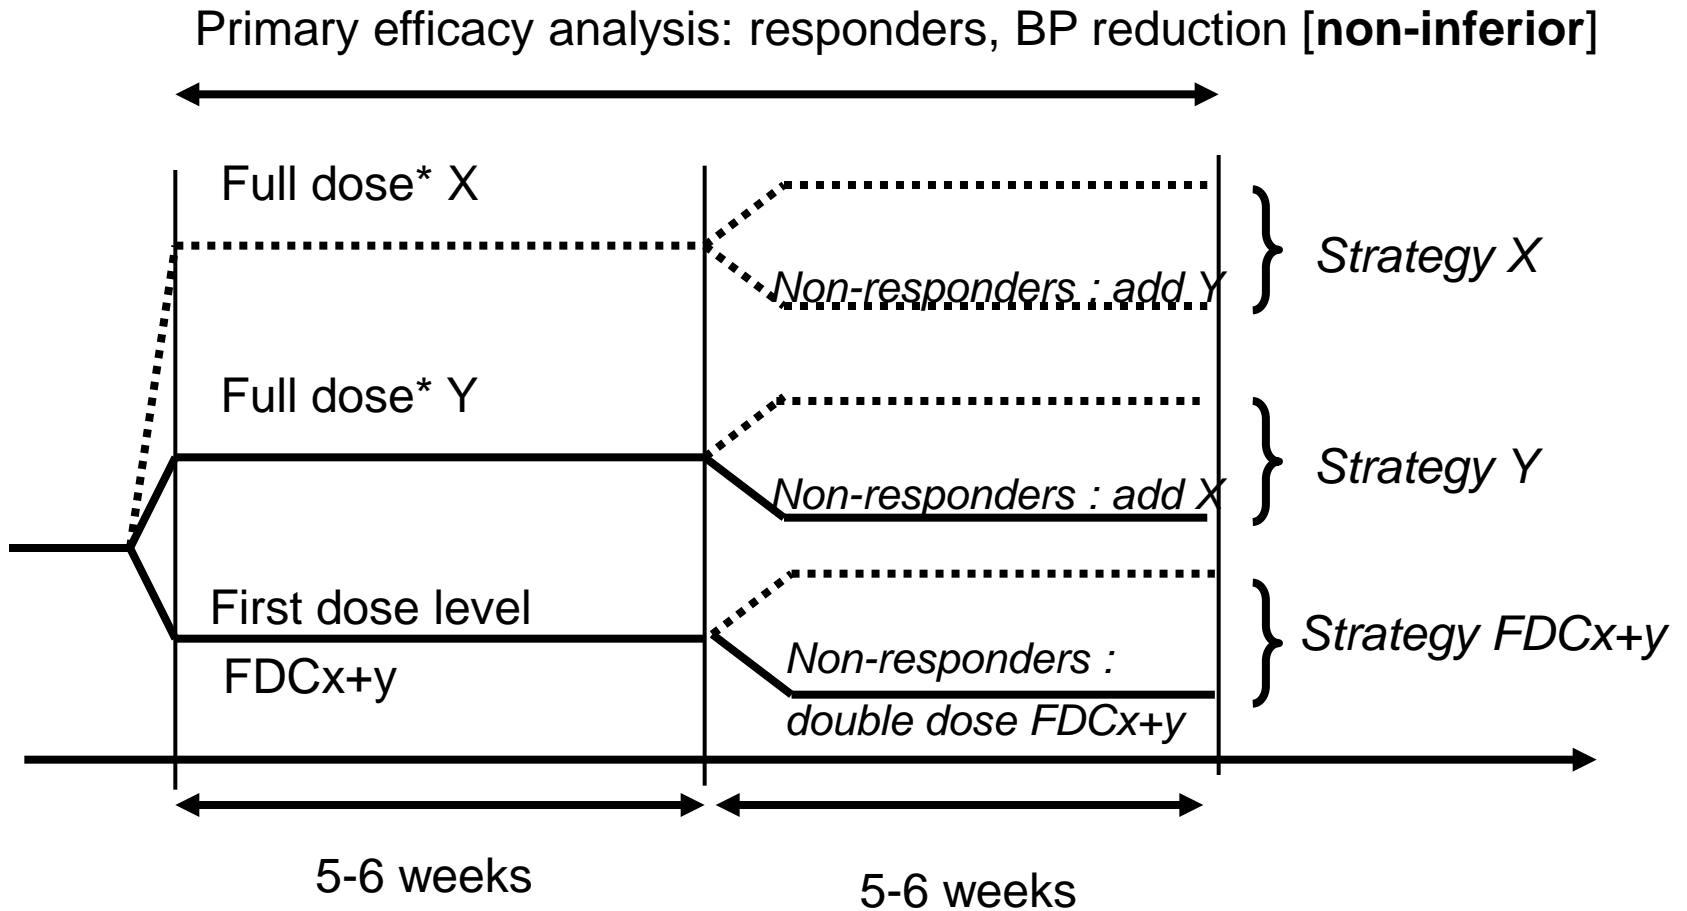 Primary efficacy analysis: responders, BP reduction [non-inferior]
Full dose* X
Non-responders : add Y
Strategy X
Full dose* Y
Non-responders : add X
Strategy Y
First dose level
FDCx+y
Non-responders :
double dose FDCx+y
Strategy FDCx+y
5-6 weeks
5-6 weeks